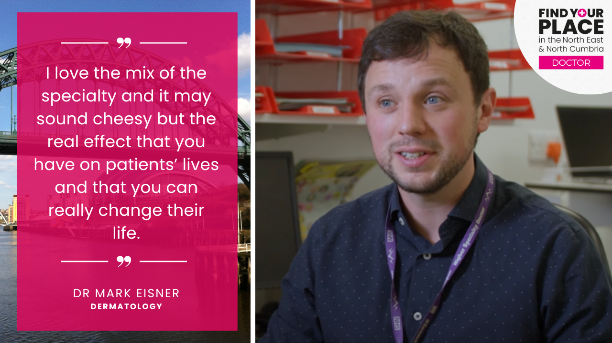 I love the mix of the
specialty and it may
sound cheesy but the
real effect that you
have on patients’ lives
and that you can
really change their
life.
DR MARK EISNER
DERMATOLOGY
FIND YOUR
PLACE
in the North East
& North Cumbria
DOCTOR